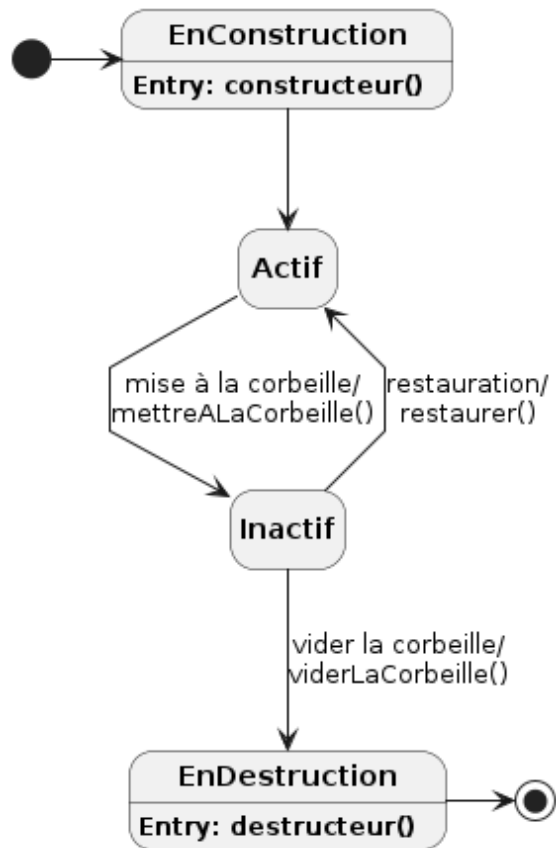 EnConstruction
Entry: constructeur()
Actif
mise à la corbeille/
mettreALaCorbeille()
restauration/
restaurer()
Inactif
vider la corbeille/
viderLaCorbeille()
EnDestruction
Entry: destructeur()